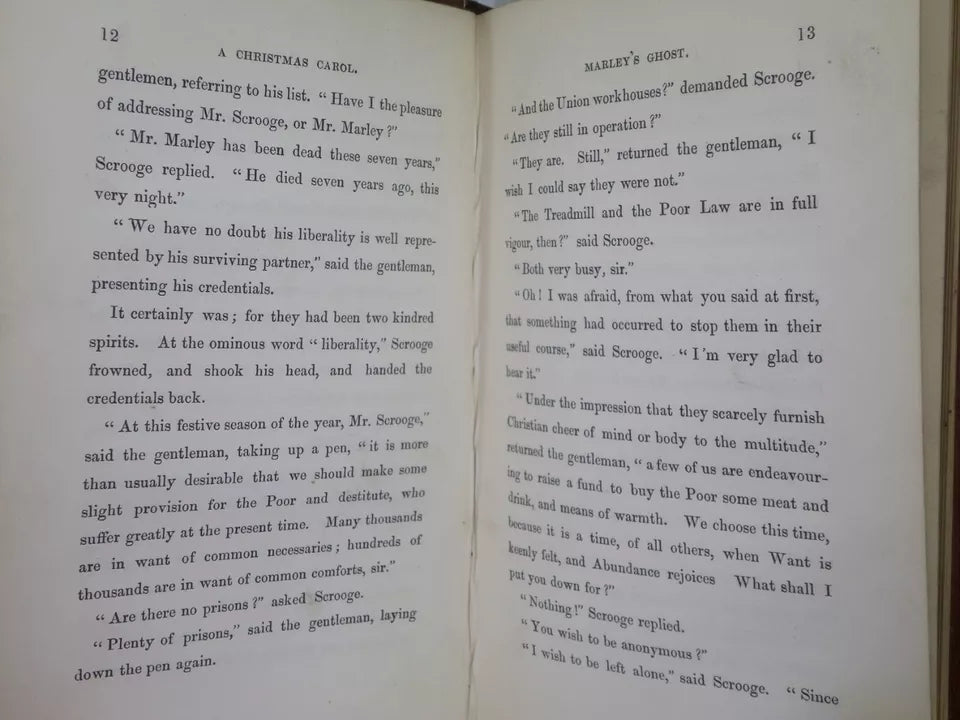 12
A CHRISTMAS CAROL.
gentlemen, referring to his list. “ Have I the pleasure
of addressing Mr. Scrooge, or Mr. Marley ?”
“ Mr. Marley has been dead these seven years,”
Scrooge replied. “ He died seven years ago, this
very night.”
“ We have no doubt his liberality is well repre-
sented by his surviving partner,” said the gentleman,
presenting his credentials.
It certainly was ; for they had been two kindred
spirits. At the ominous word “ liberality,” Scrooge
frowned, and shook his head, and handed the
credentials back.
“ At this festive season of the year, Mr. Scrooge,”
said the gentleman, taking up a pen, “ it is more
than usually desirable that we should make some
slight provision for the Poor and destitute, who
suffer greatly at the present time. Many thousands
are in want of common necessaries ; hundreds of
thousands are in want of common comforts, sir.”
“ Are there no prisons ?” asked Scrooge.
“ Plenty of prisons,” said the gentleman, laying
down the pen again.
MARLEY’S GHOST.
13
“And the Union workhouses?” demanded Scrooge.
“Are they still in operation ?”
“They are. Still,” returned the gentleman, “ I
wish I could say they were not.”
“The Treadmill and the Poor Law are in full
vigour, then ?” said Scrooge.
“Both very busy, sir.”
“Oh ! I was afraid, from what you said at first,
that something had occurred to stop them in their
useful course,” said Scrooge. “ I’m very glad to
hear it.”
“Under the impression that they scarcely furnish
Christian cheer of mind or body to the multitude,”
returned the gentleman, “ a few of us are endeavour-
ing to raise a fund to buy the Poor some meat and
drink, and means of warmth. We choose this time,
because it is a time, of all others, when Want is
keenly felt, and Abundance rejoices What shall I
put you down for ?”
“Nothing !” Scrooge replied.
“You wish to be anonymous ?”
“I wish to be left alone,” said Scrooge. “ Since